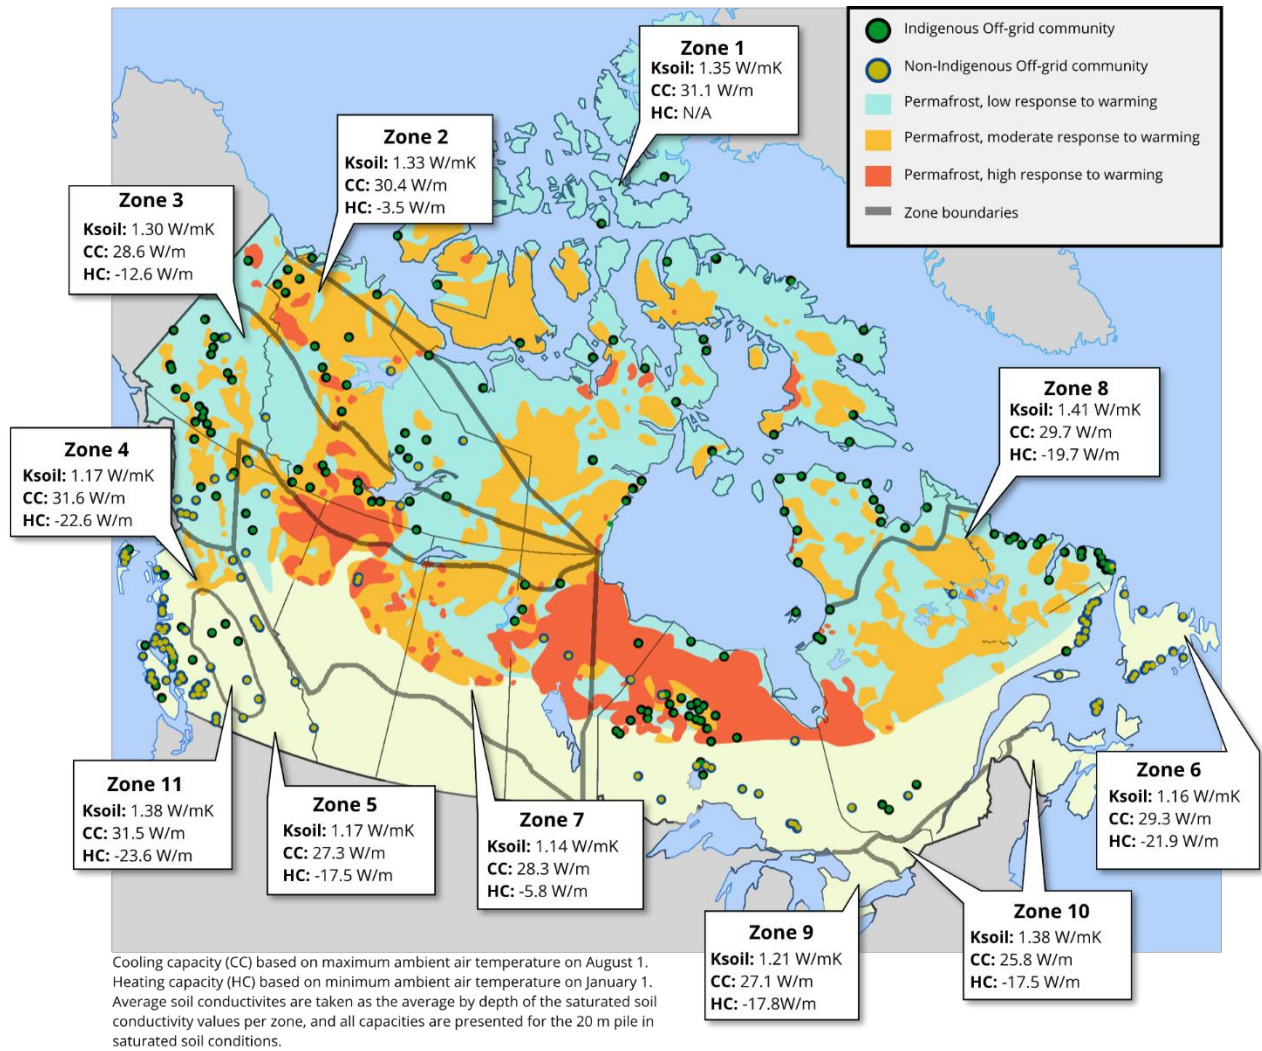 Indigenous Off-grid community
Non-Indigenous Off-grid community
Permafrost, low response to warming
Permafrost, moderate response to warming
Permafrost, high response to warming
Zone boundaries
Zone 1
Ksoil: 1.35 W/mK
CC: 31.1 W/m
HC: N/A
Zone 2
Ksoil: 1.33 W/mK
CC: 30.4 W/m
HC: -3.5 W/m
Zone 3
Ksoil: 1.30 W/mK
CC: 28.6 W/m
HC: -12.6 W/m
Zone 8
Ksoil: 1.41 W/mK
CC: 29.7 W/m
HC: -19.7 W/m
Zone 4
Ksoil: 1.17 W/mK
CC: 31.6 W/m
HC: -22.6 W/m
Zone 11
Ksoil: 1.38 W/mK
CC: 31.5 W/m
HC: -23.6 W/m
Zone 5
Ksoil: 1.17 W/mK
CC: 27.3 W/m
HC: -17.5 W/m
Zone 7
Ksoil: 1.14 W/mK
CC: 28.3 W/m
HC: -5.8 W/m
Zone 6
Ksoil: 1.16 W/mK
CC: 29.3 W/m
HC: -21.9 W/m
Zone 9
Ksoil: 1.21 W/mK
CC: 27.1 W/m
HC: -17.8W/m
Zone 10
Ksoil: 1.38 W/mK
CC: 25.8 W/m
HC: -17.5 W/m
Cooling capacity (CC) based on maximum ambient air temperature on August 1.
Heating capacity (HC) based on minimum ambient air temperature on January 1.
Average soil conductivites are taken as the average by depth of the saturated soil
conductivity values per zone, and all capacities are presented for the 20 m pile in
saturated soil conditions.